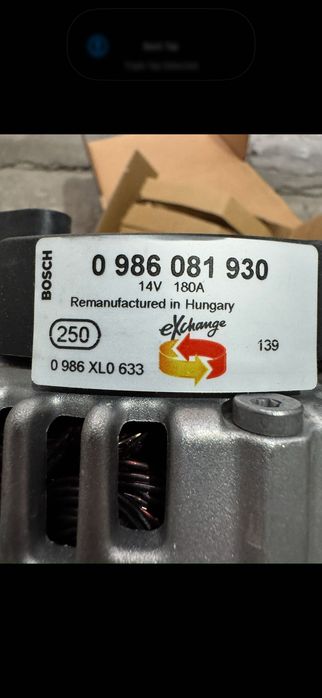 BOSCH
0 986 081 930
14V 180A
Remanufactured in Hungary
eXchange
250
139
0 986 XL0 633